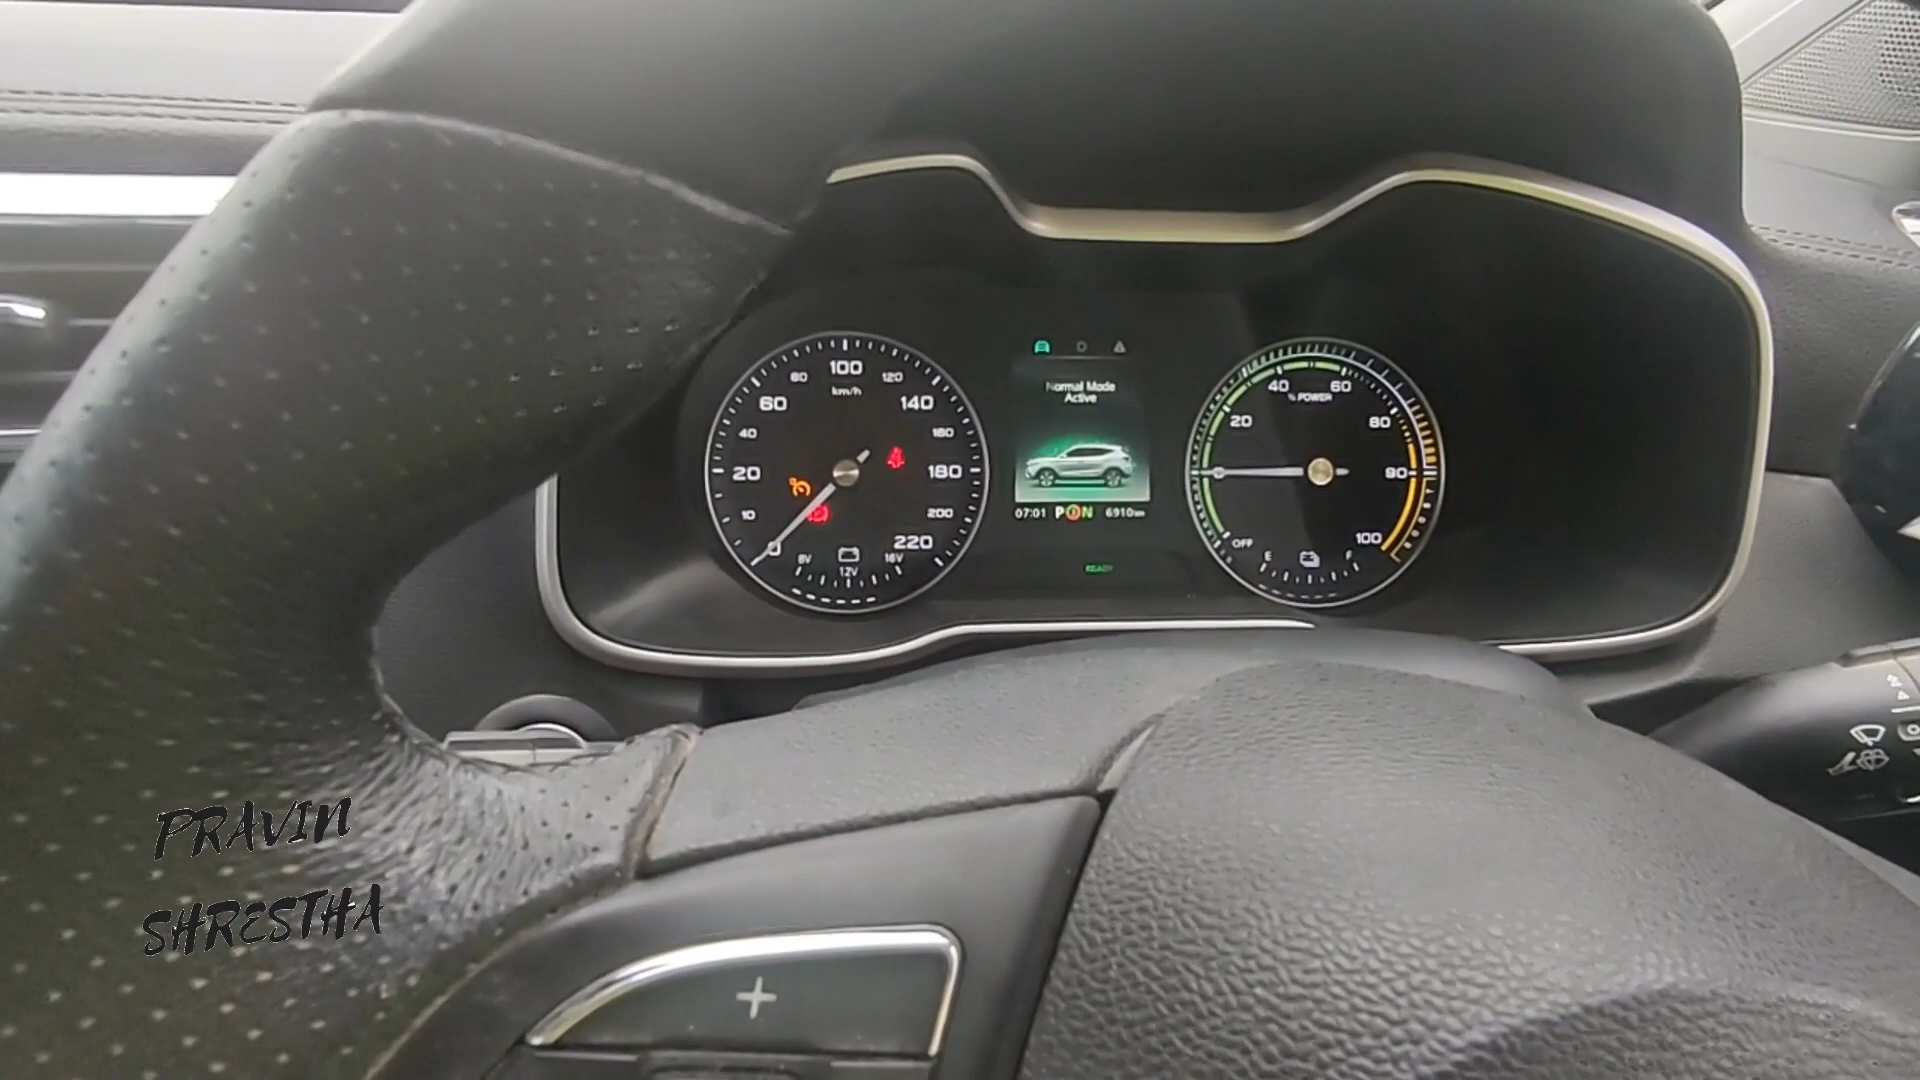 Normal Mode
Active
100
80
120
km/h
60
140
40
160
20
180
10
200
0
220
8V
12V
16V
07:01
P
N
6910km
READY
40
60
% POWER
20
80
0
90
OFF
100
E
F
+
PRAVIN
SHRESTHA